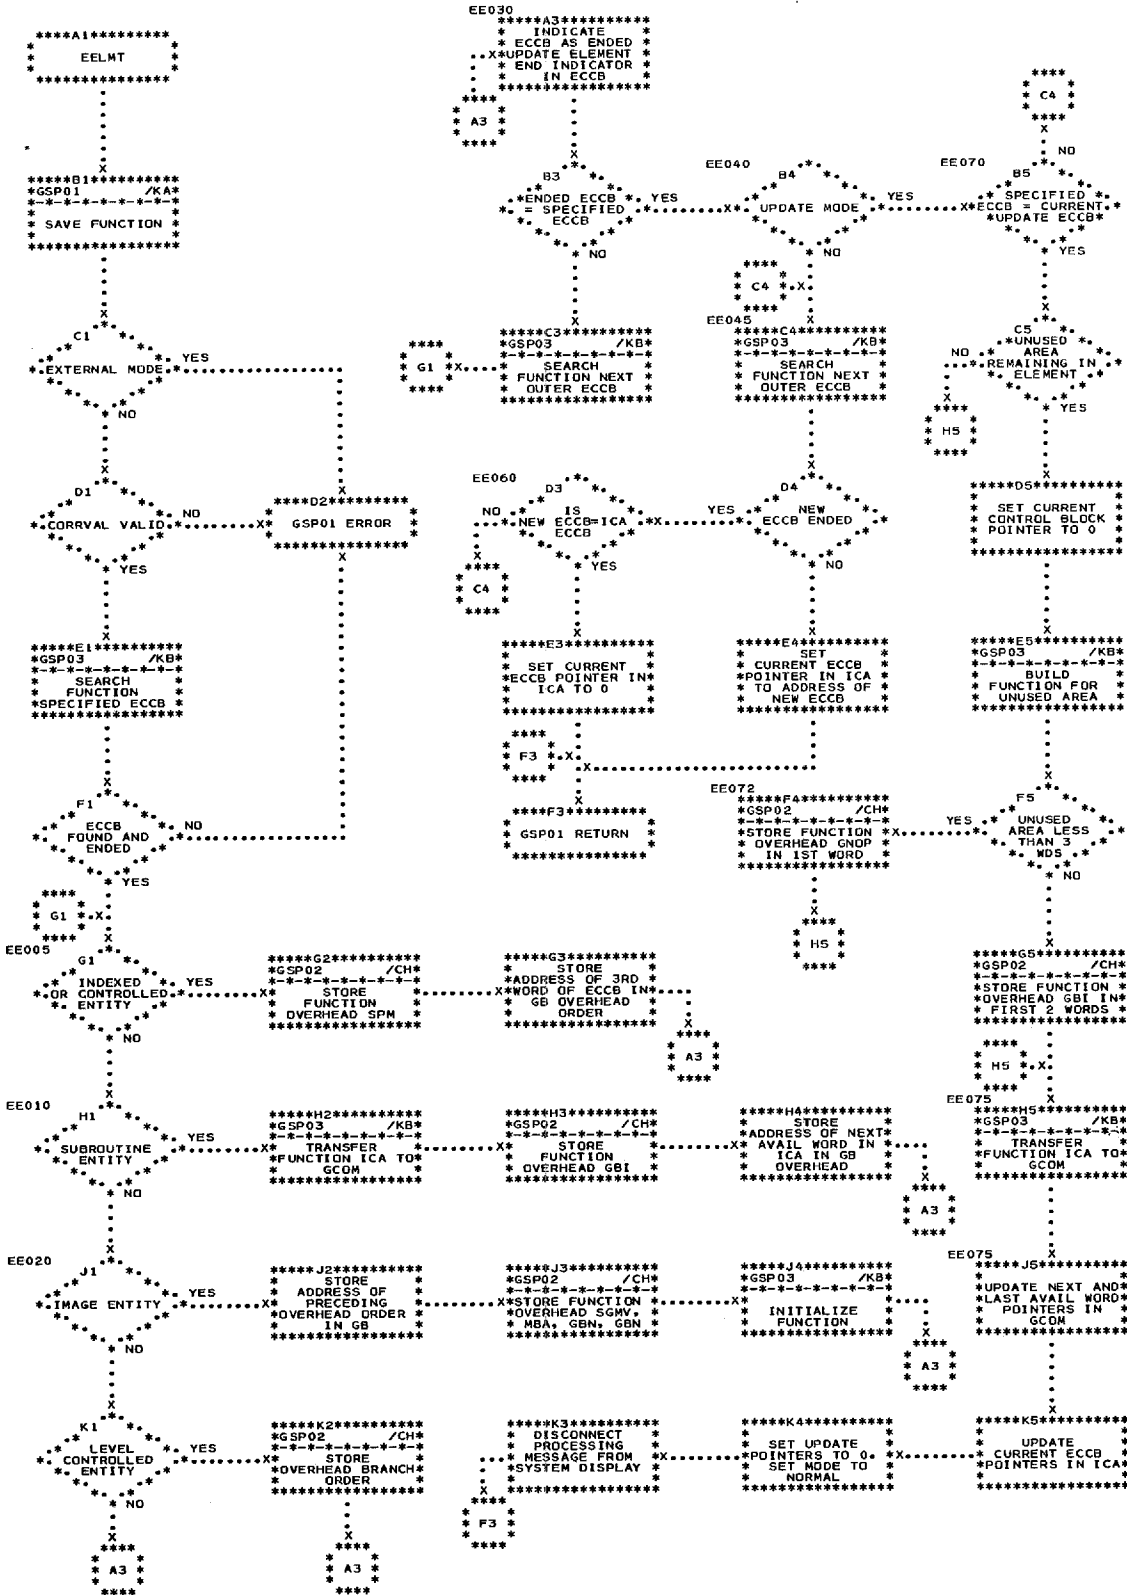 EE030
*****A1*********
EELMT
*****A3**********
INDICATE
ECCB AS ENDED
UPDATE ELEMENT
END INDICATOR
IN ECCB
A3
C4
NO
*****B1**********
*GSP01 /KA*
SAVE FUNCTION
B3
*ENDED ECCB
= SPECIFIED
ECCB
YES
NO
EE040
B4
UPDATE MODE
YES
NO
EE070
B5
SPECIFIED
*ECCB = CURRENT
*UPDATE ECCB*
YES
C1
EXTERNAL MODE
YES
NO
G1
*****C3**********
*GSP03 /KB*
SEARCH
FUNCTION NEXT
OUTER ECCB
C4
EE045
*****C4**********
*GSP03 /KB*
SEARCH
FUNCTION NEXT
OUTER ECCB
C5
*UNUSED
AREA
REMAINING IN
ELEMENT
NO
YES
H5
D1
CORRVAL VALID
NO
YES
****D2*********
GSP01 ERROR
EE060
D3
IS
NEW ECCB=ICA
ECCB
NO
YES
C4
D4
NEW
ECCB ENDED
YES
NO
*****D5**********
SET CURRENT
CONTROL BLOCK
POINTER TO 0
*****E1**********
*GSP03 /KB*
SEARCH
FUNCTION
*SPECIFIED ECCB
*****E3**********
SET CURRENT
*ECCB POINTER IN*
ICA TO 0
*****E4**********
SET
CURRENT ECCB
*POINTER IN ICA
TO ADDRESS OF
NEW ECCB
*****E5**********
*GSP03 /KB*
BUILD
FUNCTION FOR
UNUSED AREA
F1
ECCB
FOUND AND
ENDED
NO
YES
F3
****F3*********
GSP01 RETURN
EE072
*****F4**********
*GSP02 /CH*
*STORE FUNCTION
OVERHEAD GNOP
IN 1ST WORD
F5
UNUSED
AREA LESS
THAN 3
WDS
YES
NO
H5
G1
EE005
G1
INDEXED
OR CONTROLLED
ENTITY
YES
NO
*****G2**********
*GSP02 /CH*
STORE
FUNCTION
OVERHEAD SPM
*****G3**********
STORE
*ADDRESS OF 3RD
*WORD OF ECCB IN*
GB OVERHEAD
ORDER
A3
*****G5**********
*GSP02 /CH*
*STORE FUNCTION
*OVERHEAD GBI IN*
FIRST 2 WORDS
H5
EE010
H1
SUBROUTINE
ENTITY
YES
NO
*****H2**********
*GSP03 /KB*
TRANSFER
*FUNCTION ICA TO*
GCOM
*****H3**********
*GSP02 /CH*
STORE
FUNCTION
OVERHEAD GBI
*****H4**********
STORE
*ADDRESS OF NEXT*
AVAIL WORD IN
ICA IN GB
OVERHEAD
A3
EE075
*****H5**********
*GSP03 /KB*
TRANSFER
*FUNCTION ICA TO*
GCOM
EE020
J1
IMAGE ENTITY
YES
NO
*****J2**********
STORE
ADDRESS OF
PRECEDING
*OVERHEAD ORDER
IN GB
*****J3**********
*GSP02 /CH*
*STORE FUNCTION
*OVERHEAD SGMV,
MBA, GBN, GBN
*****J4**********
*GSP03 /KB*
INITIALIZE
FUNCTION
A3
EE075
*****J5**********
*UPDATE NEXT AND*
*LAST AVAIL WORD*
POINTERS IN
GCOM
K1
LEVEL
CONTROLLED
ENTITY
YES
NO
A3
*****K2**********
*GSP02 /CH*
STORE
*OVERHEAD BRANCH*
ORDER
A3
*****K3**********
DISCONNECT
PROCESSING
MESSAGE FROM
*SYSTEM DISPLAY
F3
*****K4**********
SET UPDATE
*POINTERS TO 0.
SET MODE TO
NORMAL
*****K5**********
UPDATE
CURRENT ECCB
*POINTERS IN ICA*